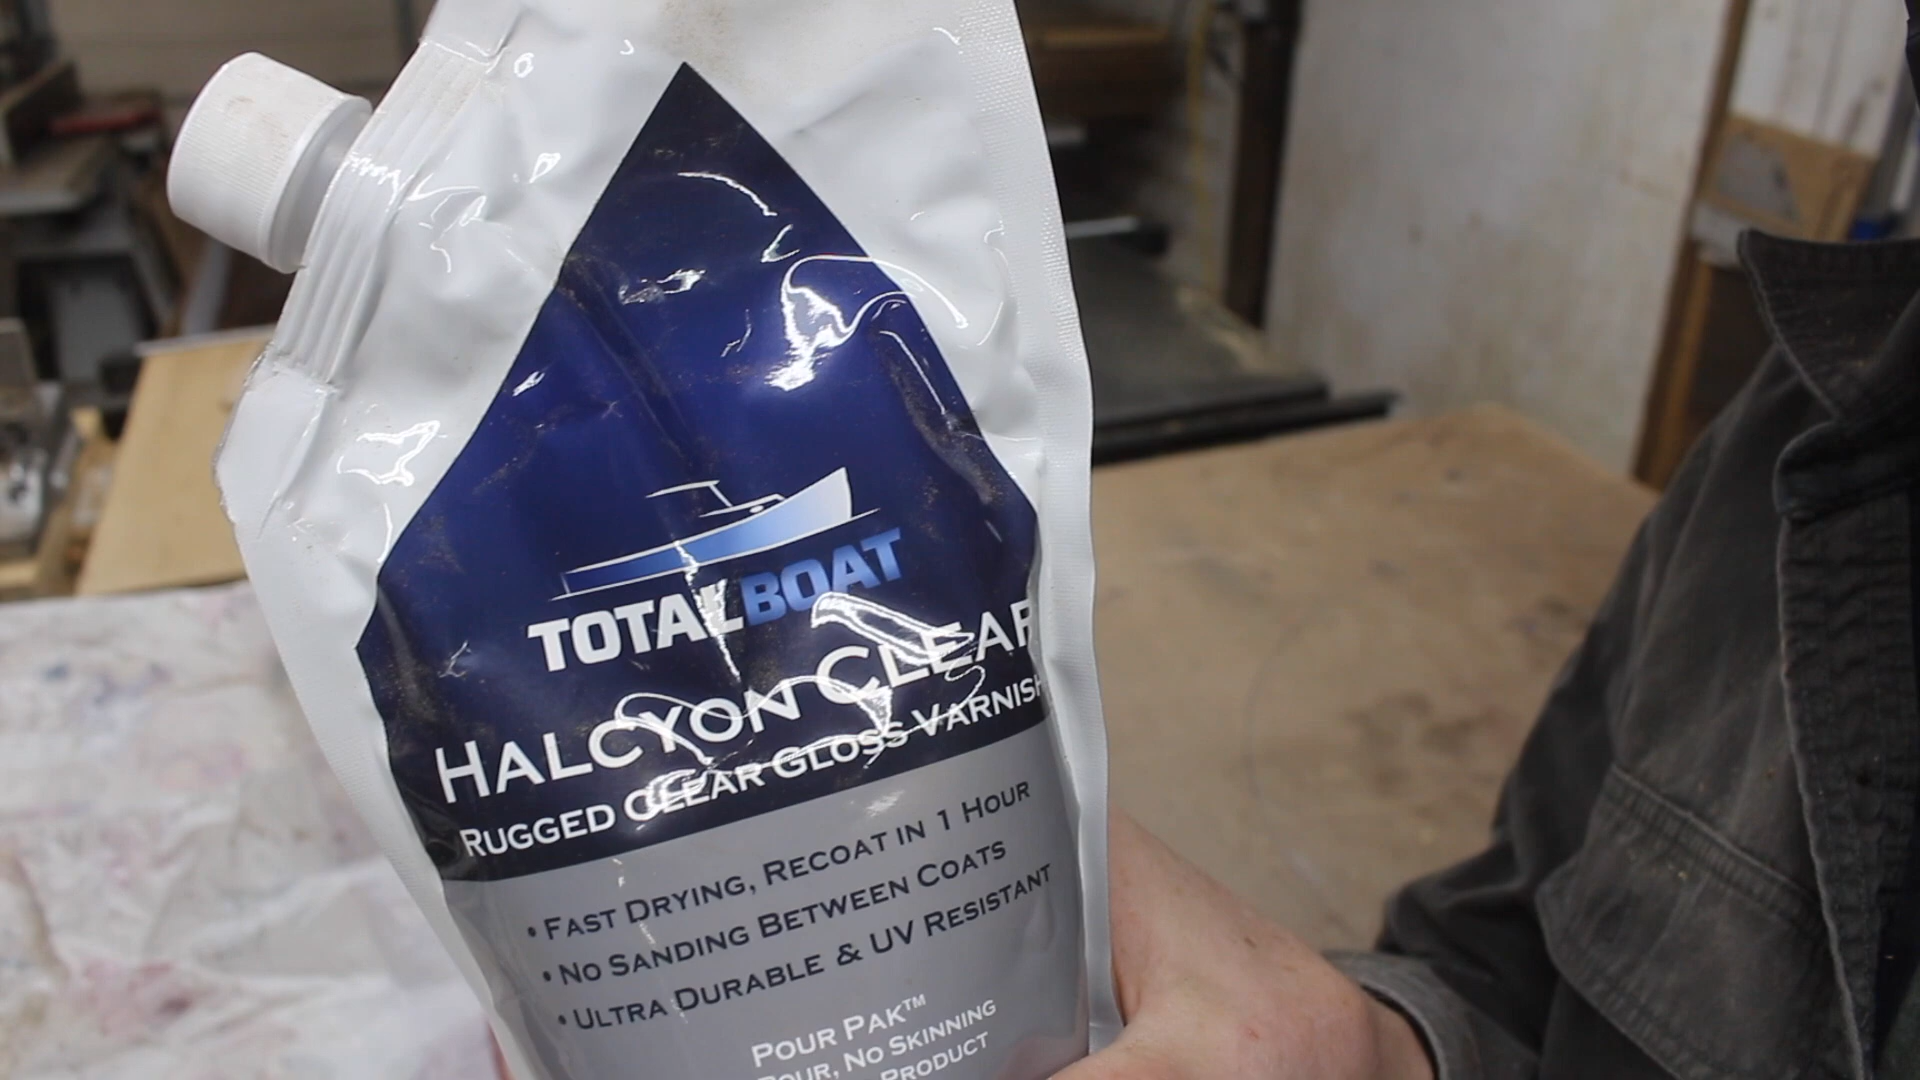 TOTALBOAT
HALCYON CLEAR
RUGGED CLEAR GLOSS VARNISH
• FAST DRYING, RECOAT IN 1 HOUR
• NO SANDING BETWEEN COATS
• ULTRA DURABLE & UV RESISTANT
POUR PAK™
POUR, NO SKINNING
PRODUCT